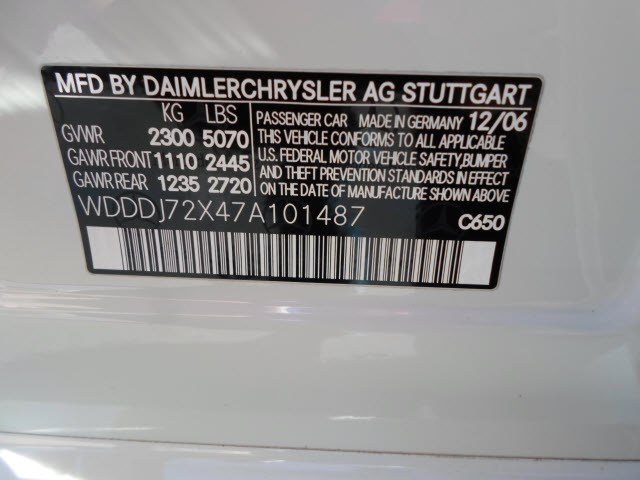 MFD BY DAIMLERCHRYSLER AG STUTTGART
KG LBS
GVWR 2300 5070
GAWR FRONT 1110 2445
GAWR REAR 1235 2720
PASSENGER CAR MADE IN GERMANY 12/06
THIS VEHICLE CONFORMS TO ALL APPLICABLE
U.S. FEDERAL MOTOR VEHICLE SAFETY, BUMPER
AND THEFT PREVENTION STANDARDS IN EFFECT
ON THE DATE OF MANUFACTURE SHOWN ABOVE
WDDDJ72X47A101487
C650